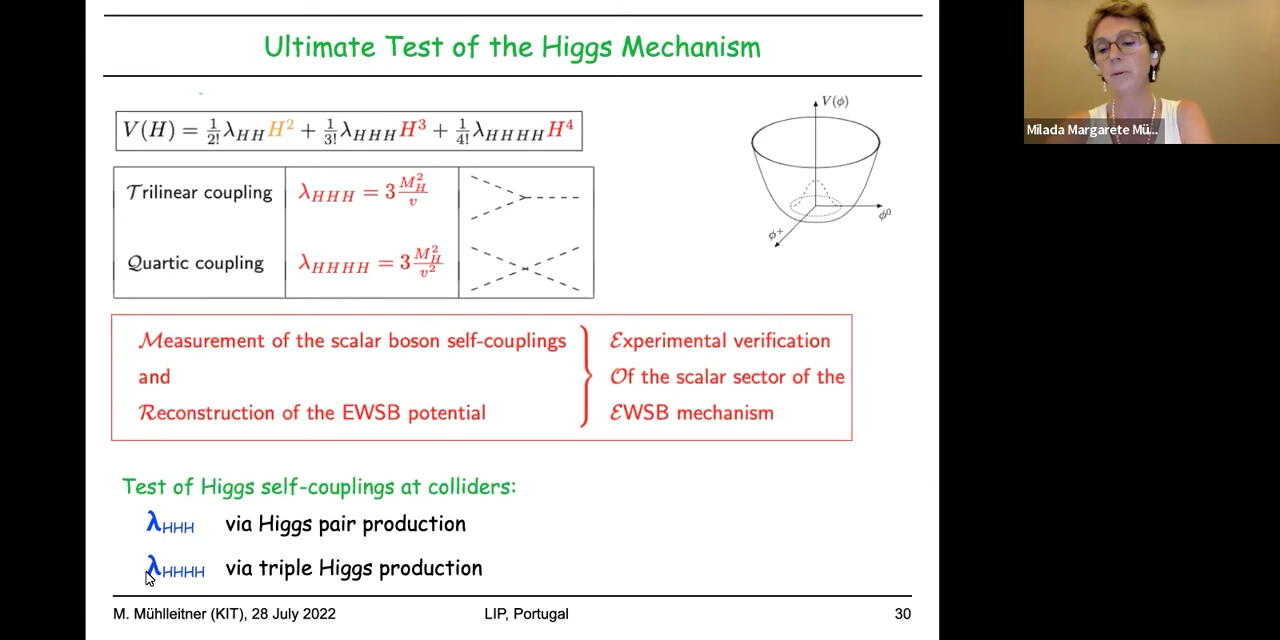 Ultimate Test of the Higgs Mechanism
V(H) = 1/2! λHH H² + 1/3! λHHH H³ + 1/4! λHHHH H⁴
V(ϕ)
ϕ⁰
ϕ⁺
Trilinear coupling λHHH = 3 M²H/v
Quartic coupling λHHHH = 3 M²H/v²
Measurement of the scalar boson self-couplings
and
Reconstruction of the EWSB potential
Experimental verification
Of the scalar sector of the
EWSB mechanism
Test of Higgs self-couplings at colliders:
λHHH via Higgs pair production
λHHHH via triple Higgs production
M. Mühlleitner (KIT), 28 July 2022 LIP, Portugal 30
Milada Margarete Mü...